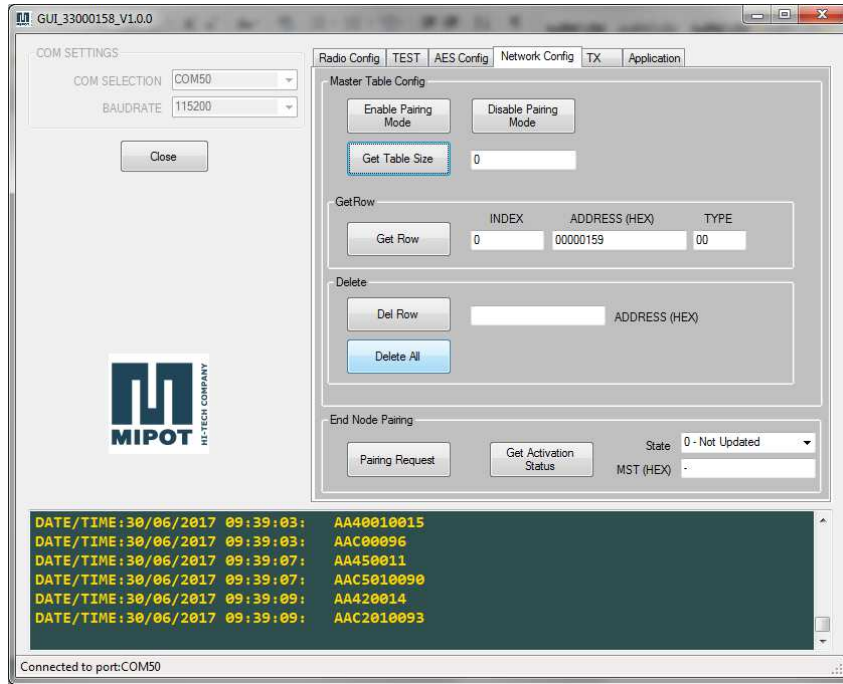 GUI_33000158_V1.0.0
COM SETTINGS
COM SELECTION COM50
BAUDRATE 115200
Close
Radio Config TEST AES Config Network Config TX Application
Master Table Config
Enable Pairing Mode
Disable Pairing Mode
Get Table Size 0
GetRow
INDEX ADDRESS (HEX) TYPE
Get Row 0 00000159 00
Delete
Del Row ADDRESS (HEX)
Delete All
MIPOT HI-TECH COMPANY
End Node Pairing
Pairing Request
Get Activation Status
State 0 - Not Updated
MST (HEX) -
DATE/TIME:30/06/2017 09:39:03: AA40010015
DATE/TIME:30/06/2017 09:39:03: AAC00096
DATE/TIME:30/06/2017 09:39:07: AA450011
DATE/TIME:30/06/2017 09:39:07: AAC5010090
DATE/TIME:30/06/2017 09:39:09: AA420014
DATE/TIME:30/06/2017 09:39:09: AAC2010093
Connected to port:COM50